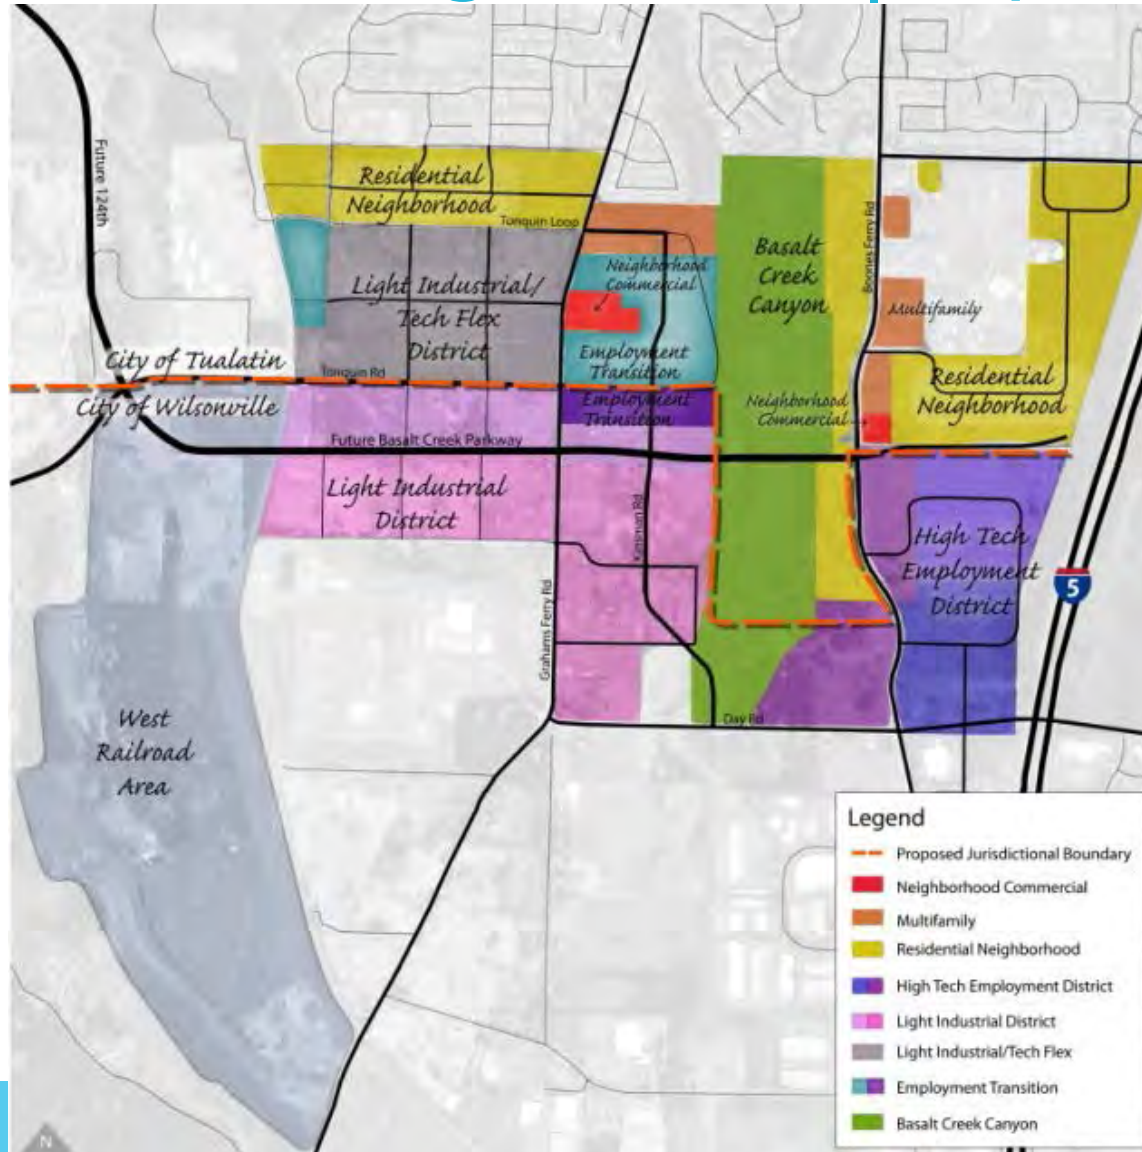 Future 124th
Residential
Neighborhood
Tonquin Loop
Light Industrial/
Tech Flex
District
Neighborhood
Commercial
Employment
Transition
Basalt
Creek
Canyon
Boones Ferry Rd
Multifamily
Residential
Neighborhood
City of Tualatin
Tonquin Rd
City of Wilsonville
Employment
Transition
Neighborhood
Commercial
Future Basalt Creek Parkway
Light Industrial
District
Kinsman Rd
High Tech
Employment
District
5
Grahams Ferry Rd
Day Rd
West
Railroad
Area
Legend
Proposed Jurisdictional Boundary
Neighborhood Commercial
Multifamily
Residential Neighborhood
High Tech Employment District
Light Industrial District
Light Industrial/Tech Flex
Employment Transition
Basalt Creek Canyon
N